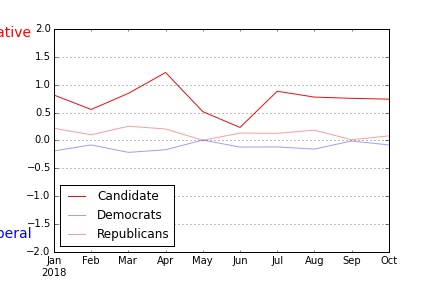 2.0
ative
1.5
1.0
0.5
0.0
−0.5
−1.0
Candidate
Democrats
Republicans
−1.5
beral
−2.0
Jan Feb Mar Apr May Jun Jul Aug Sep Oct
2018